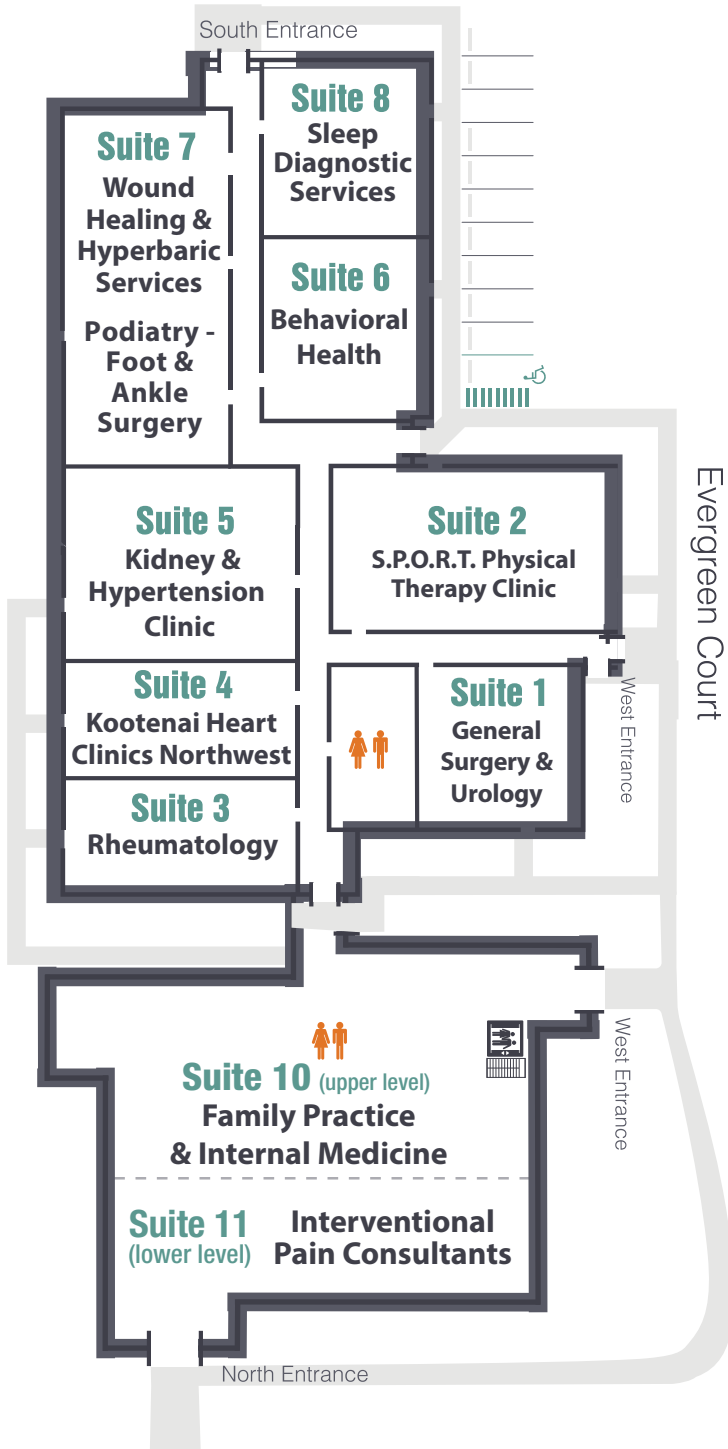 South Entrance
Suite 8
Sleep
Diagnostic
Services
Suite 7
Wound
Healing &
Hyperbaric
Services
Podiatry -
Foot &
Ankle
Surgery
Suite 6
Behavioral
Health
Suite 5
Kidney &
Hypertension
Clinic
Suite 2
S.P.O.R.T. Physical
Therapy Clinic
Evergreen Court
Suite 4
Kootenai Heart
Clinics Northwest
Suite 1
General
Surgery &
Urology
West Entrance
Suite 3
Rheumatology
West Entrance
Suite 10 (upper level)
Family Practice
& Internal Medicine
Suite 11
(lower level)
Interventional
Pain Consultants
North Entrance